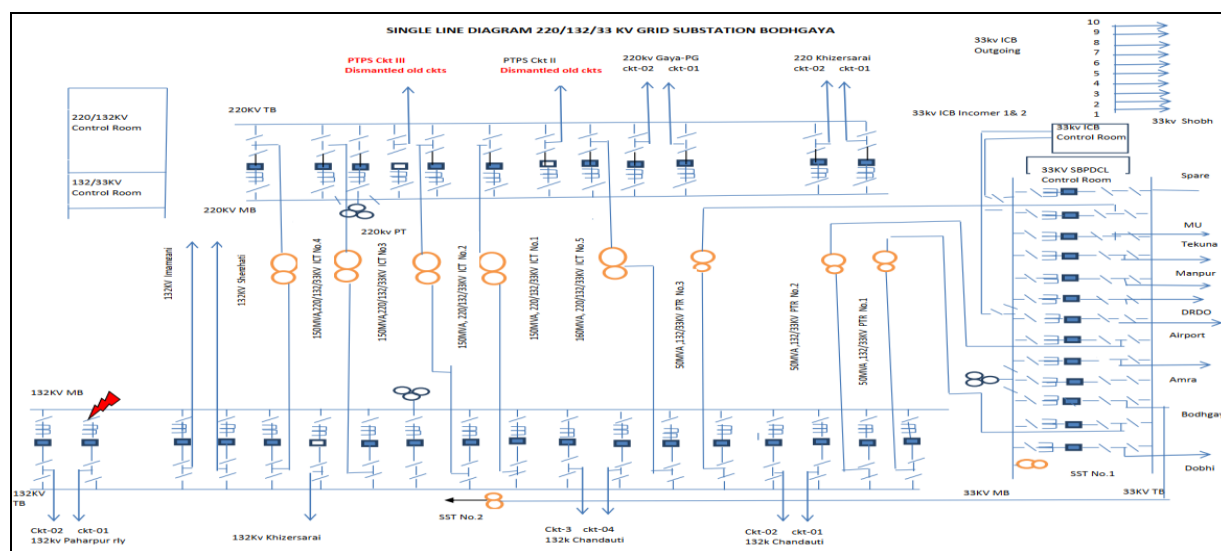 SINGLE LINE DIAGRAM 220/132/33 KV GRID SUBSTATION BODHGAYA
PTPS Ckt III
Dismantled old ckts
PTPS Ckt II
Dismantled old ckts
220kv Gaya-PG
ckt-02 ckt-01
220 Khizersarai
ckt-02 ckt-01
33kv ICB
Outgoing
10
9
8
7
6
5
4
3
2
1
33kv Shobh
33kv ICB Incomer 1& 2
33kv ICB
Control Room
33KV SBPDCL
Control Room
220KV TB
220/132KV
Control Room
132/33KV
Control Room
220KV MB
220kv PT
132KV Imamganj
132KV Sherghati
150MVA,220/132/33KV ICT No.4
150MVA,220/132/33KV ICT No3
150MVA, 220/132/33KV ICT No.2
150MVA, 220/132/33KV ICT No.1
160MVA, 220/132/33KV ICT No.5
50MVA ,132/33KV PTR No.3
50MVA ,132/33KV PTR No.2
50MVA ,132/33KV PTR No.1
Spare
MU
Tekuna
Manpur
DRDO
Airport
Amra
Bodhgay
Dobhi
132KV MB
132KV
TB
SST No.1
33KV MB
33KV TB
SST No.2
Ckt-02 ckt-01
132kv Paharpur rly
132Kv Khizersarai
Ckt-3 ckt-04
132k Chandauti
Ckt-02 ckt-01
132k Chandauti